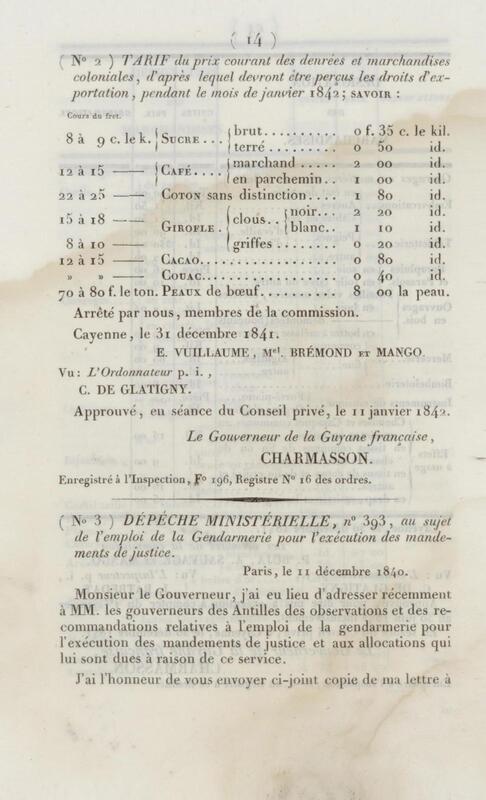 ( 14 )
( Nº 2 ) TARIF du prix courant des denrées et marchandises
coloniales, d'après lequel devront être perçus les droits d'ex-
portation, pendant le mois de janvier 1842; SAVOIR :
Cours du fret.
8 à 9 c. le k. { SUCRE... { brut.......... 0 f. 35 c. le kil.
{ terré......... 0 50 id.
12 à 15 —— { CAFÉ.... { marchand..... 2 00 id.
{ en parchemin.. 1 00 id.
22 à 25 —— COTON sans distinction.... 1 80 id.
15 à 18 —— GIROFLE. { clous.. { noir... 2 20 id.
{ blanc.. 1 10 id.
8 à 10 —— { griffes........ 0 20 id.
12 à 15 —— CACAO................ 0 80 id.
» » —— COUAC................ 0 40 id.
70 à 80 f. le ton. PEAUX de bœuf.......... 8 00 la peau.
Arrêté par nous, membres de la commission.
Cayenne, le 31 décembre 1841.
E. VUILLAUME, Mel. BRÉMOND ET MANGO.
Vu : L'Ordonnateur p. i.,
C. DE GLATIGNY.
Approuvé, en séance du Conseil privé, le 11 janvier 1842.
Le Gouverneur de la Guyane française,
CHARMASSON.
Enregistré à l'Inspection, Fº 196, Registre Nº 16 des ordres.
( Nº 3 ) DÉPÊCHE MINISTÉRIELLE, nº 393, au sujet
de l'emploi de la Gendarmerie pour l'exécution des mande-
ments de justice.
Paris, le 11 décembre 1840.
Monsieur le Gouverneur, j'ai eu lieu d'adresser récemment
à MM. les gouverneurs des Antilles des observations et des re-
commandations relatives à l'emploi de la gendarmerie pour
l'exécution des mandements de justice et aux allocations qui
lui sont dues à raison de ce service.
J'ai l'honneur de vous envoyer ci-joint copie de ma lettre à